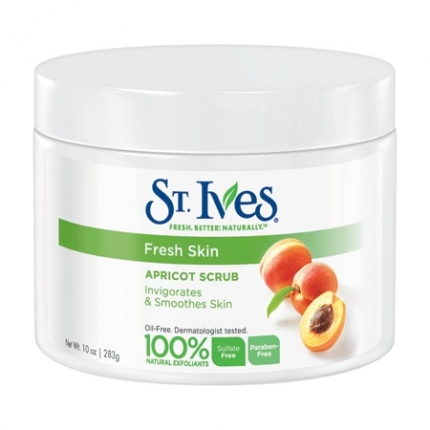 ST. IVES®
FRESH. BETTER. NATURALLY.™
Fresh Skin
APRICOT SCRUB
Invigorates
& Smoothes Skin
Oil-Free. Dermatologist tested.
100%
NATURAL EXFOLIANTS
Sulfate
Free
Paraben-
Free
Net Wt. 10 oz | 283g